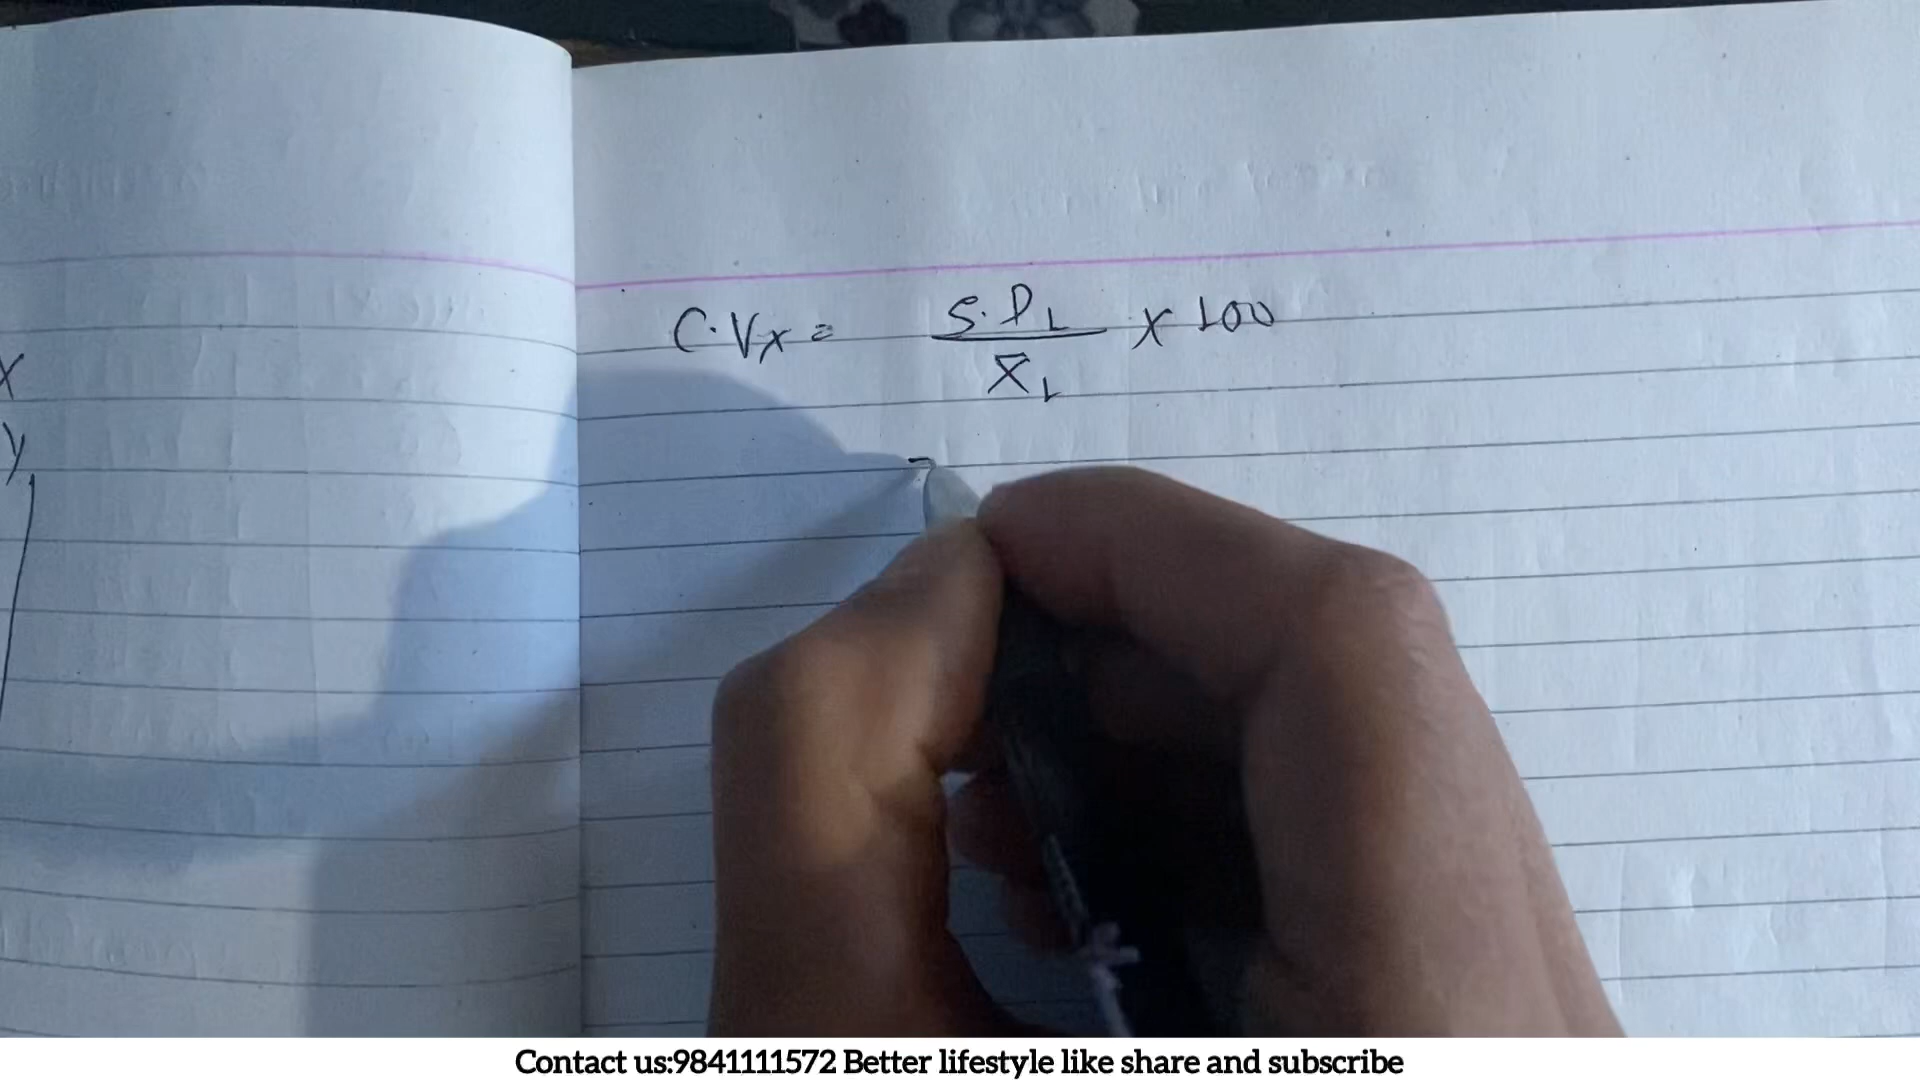 x
y
C.Vx = S.D1 / x̄1 × 100
Contact us:9841111572 Better lifestyle like share and subscribe